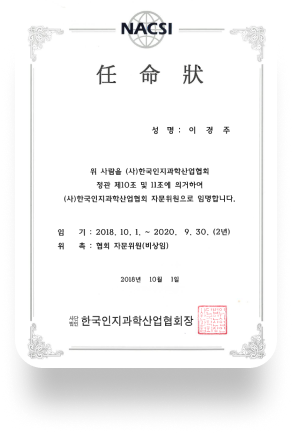 NACSI
任 命 狀
성 명 : 이 경 주
위 사람을 (사)한국인지과학산업협회
정관 제10조 및 11조에 의거하여
(사)한국인지과학산업협회 자문위원으로 임명합니다.
임 기 : 2018. 10. 1. ~ 2020. 9. 30. (2년)
위 촉 : 협회 자문위원(비상임)
2018년 10월 1일
사단법인 한국인지과학산업협회장